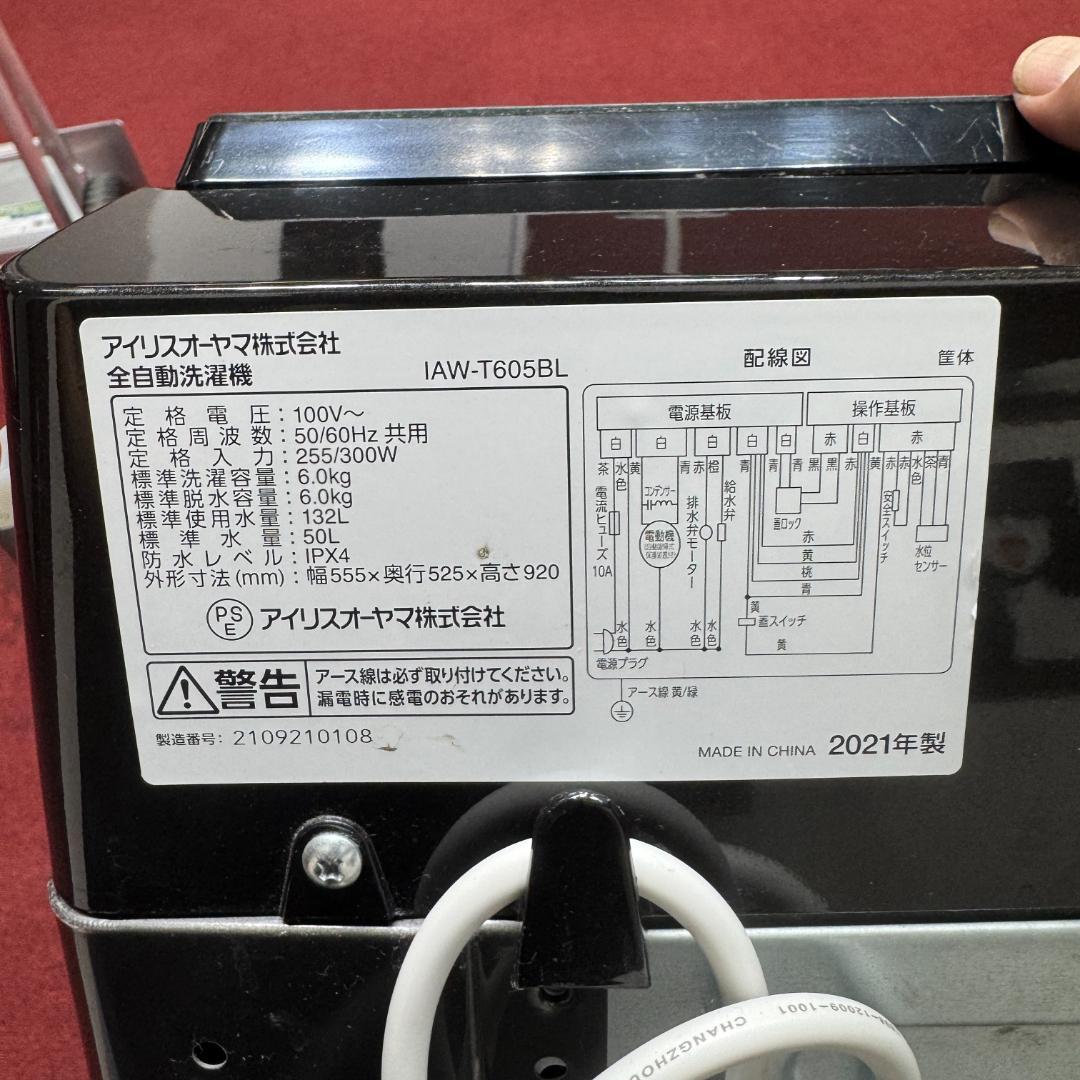 アイリスオーヤマ株式会社
全自動洗濯機 IAW-T605BL
定格電圧：100V～
定格周波数：50/60Hz 共用
定格入力：255/300W
標準洗濯容量：6.0kg
標準脱水容量：6.0kg
標準使用水量：132L
標準水量：50L
防水レベル：IPX4
外形寸法(mm)：幅555×奥行525×高さ920
PS
E
アイリスオーヤマ株式会社
警告
アース線は必ず取り付けてください。
漏電時に感電のおそれがあります。
製造番号：2109210108
配線図 筐体
電源基板 操作基板
白 白 白 白 白 赤 白 赤
茶 水色 黄 青 赤 橙 青 青 青 黒 黒 赤 黄 赤 赤 水色 茶 青
電流ヒューズ 10A
コンデンサー
電動機
排水弁モーター
給水弁
蓋ロック
安全スイッチ
水位センサー
赤
黄
桃
青
黄
蓋スイッチ
黄
水色 水色 水色 水色
電源プラグ
アース線 黄/緑
MADE IN CHINA 2021年製
12009-1001
CHANGZHOU